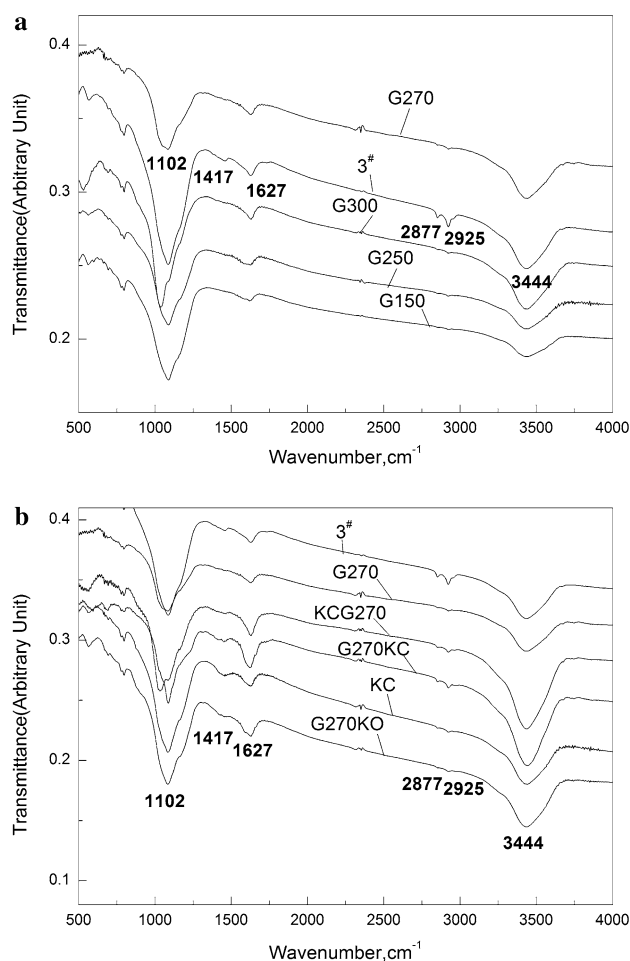 a
0.4
0.3
0.2
Transmittance(Arbitrary Unit)
G270
3#
1102
1417
1627
G300
2877 2925
G250
3444
G150
500 1000 1500 2000 2500 3000 3500 4000
Wavenumber,cm-1
b
0.4
0.3
0.2
0.1
Transmittance(Arbitrary Unit)
3#
G270
KCG270
G270KC
KC
G270KO
1417
1627
2877 2925
1102
3444
500 1000 1500 2000 2500 3000 3500 4000
Wavenumber,cm-1